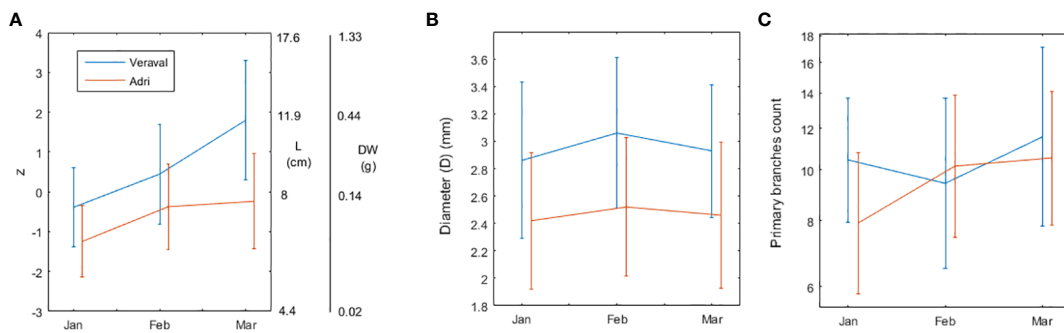 A
4
3
2
1
0
-1
-2
-3
z
Jan
Feb
Mar
Veraval
Adri
17.6
11.9
L
(cm)
8
4.4
1.33
0.44
DW
(g)
0.14
0.02
B
3.6
3.4
3.2
3
2.8
2.6
2.4
2.2
2
1.8
Diameter (D) (mm)
Jan
Feb
Mar
C
18
16
14
12
10
8
6
Primary branches count
Jan
Feb
Mar